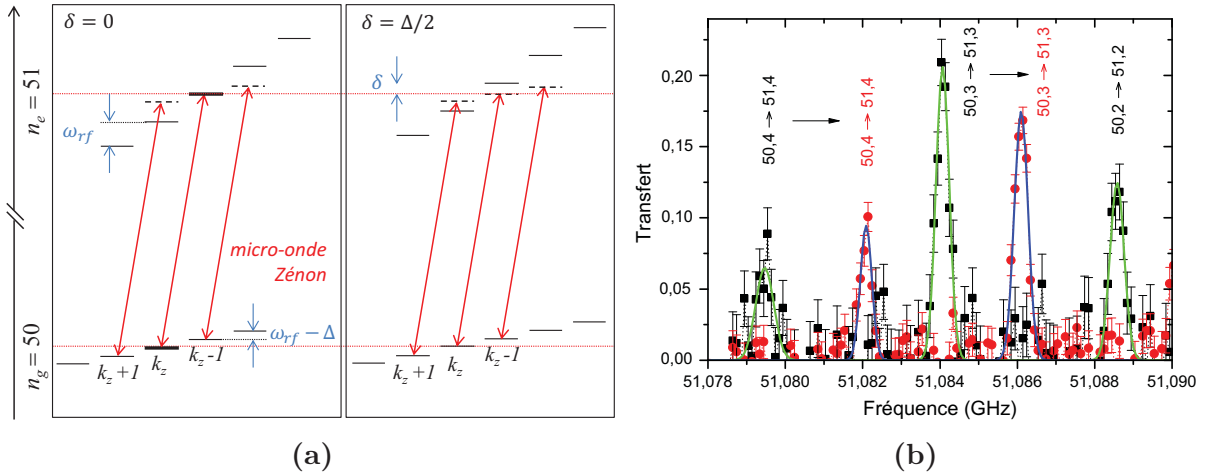 δ = 0
δ = Δ/2
n_e = 51
δ
ω_rf
micro-onde
Zénon
ω_rf − Δ
n_g = 50
k_z+1
k_z
k_z-1
k_z+1
k_z
k_z-1
(a)
50,4 → 51,4
50,4 → 51,4
50,3 → 51,3
50,3 → 51,3
50,2 → 51,2
Transfert
0,20
0,15
0,10
0,05
0,00
51,078 51,080 51,082 51,084 51,086 51,088 51,090
Fréquence (GHz)
(b)